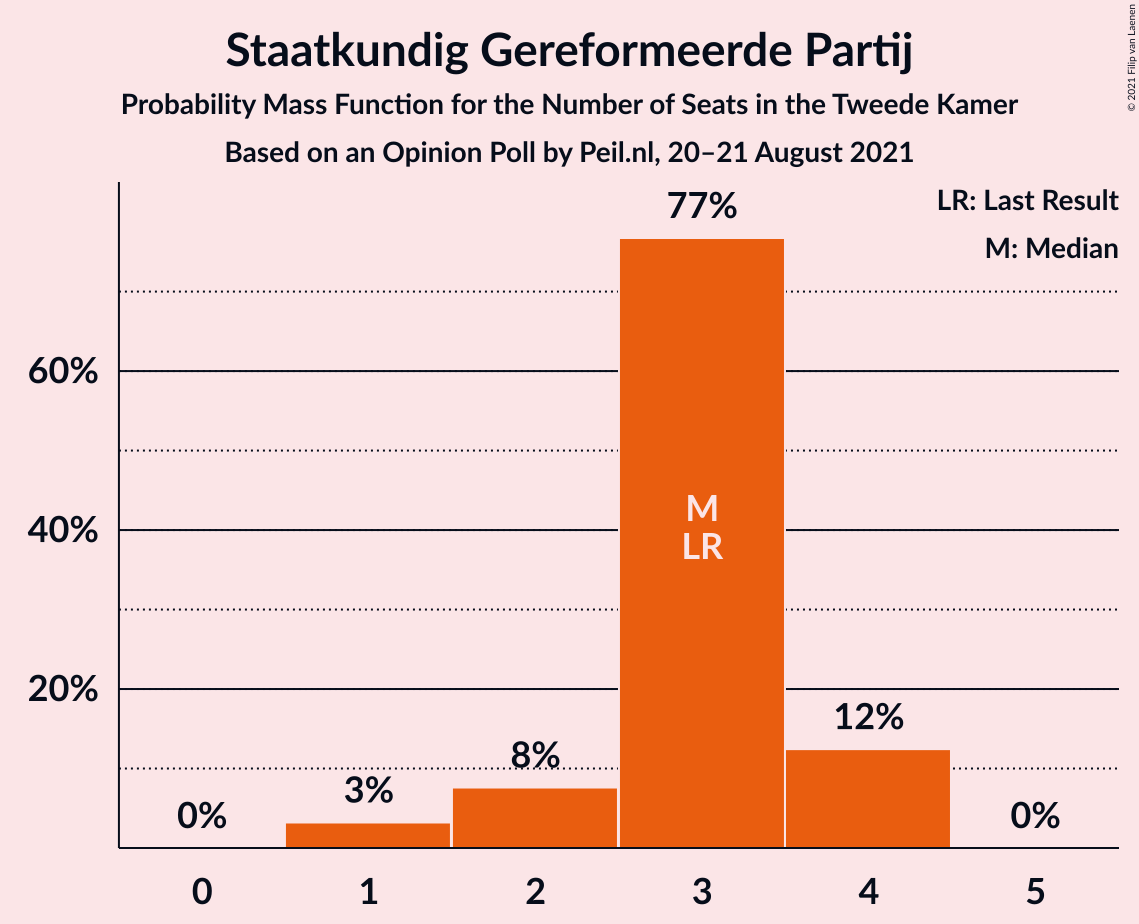 Staatkundig Gereformeerde Partij
Probability Mass Function for the Number of Seats in the Tweede Kamer
Based on an Opinion Poll by Peil.nl, 20–21 August 2021
© 2021 Filip van Laenen
LR: Last Result
M: Median
77%
60%
40%
20%
M
LR
12%
8%
3%
0%
0%
0 1 2 3 4 5